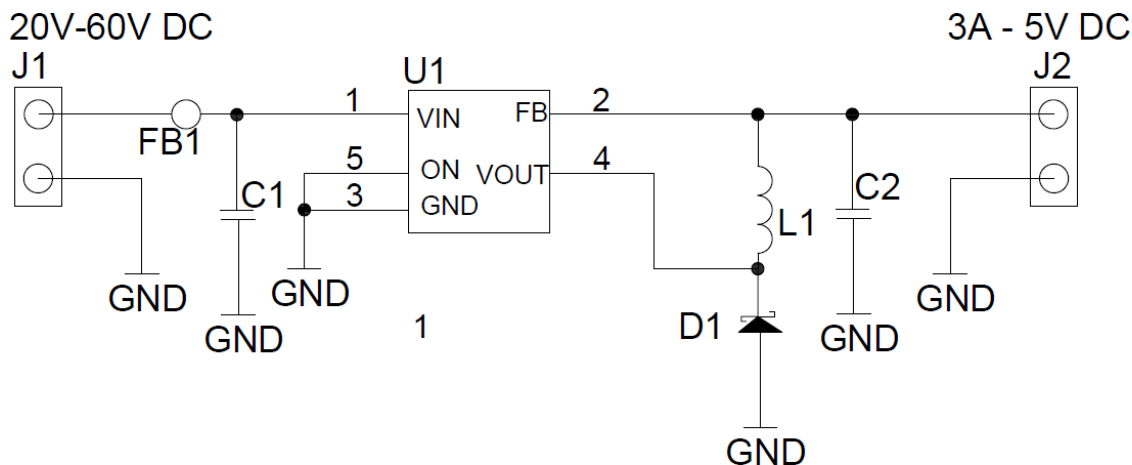 20V-60V DC
3A - 5V DC
J1
J2
U1
1
2
VIN
FB
FB1
5
4
ON
VOUT
C1
3
GND
C2
L1
GND
GND
GND
GND
1
D1
GND
GND